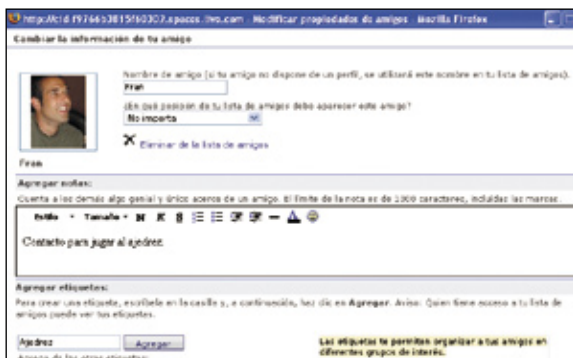 - Modificar propiedades de amigos - Mozilla Firefox
Cambiar la información de tu amigo
Nombre de amigo (si tu amigo no dispone de un perfil, se utilizará este nombre en tu lista de amigos).
Fran
¿En qué posición de tu lista de amigos debe aparecer este amigo?
No importa
Eliminar de la lista de amigos
Fran
Agregar notas:
Cuenta a los demás algo genial y único acerca de un amigo. El límite de la nota es de 1000 caracteres, incluidas las marcas.
Estilo Tamaño N K S A
Contacto para jugar al ajedrez.
Agregar etiquetas:
Para crear una etiqueta, escríbela en la casilla y, a continuación, haz clic en Agregar. Aviso: Quien tiene acceso a tu lista de
amigos puede ver tus etiquetas.
Ajedrez Agregar
Las etiquetas te permiten organizar a tus amigos en
diferentes grupos de interés.